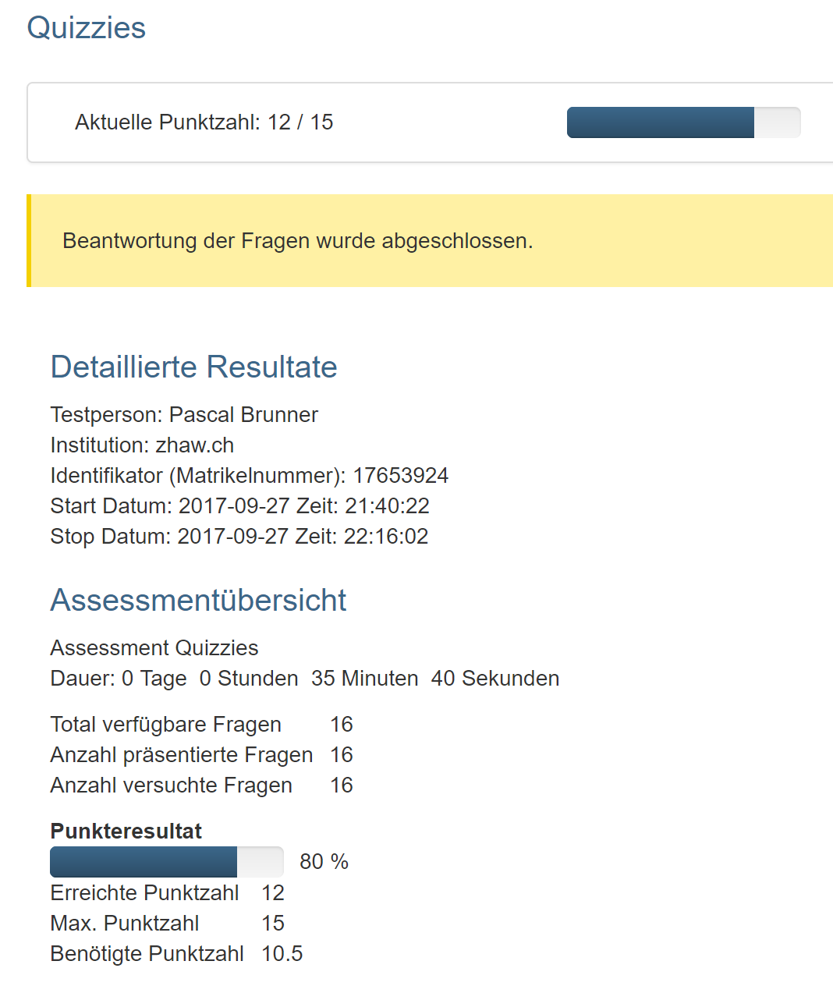 Quizzies
Aktuelle Punktzahl: 12 / 15
Beantwortung der Fragen wurde abgeschlossen.
Detaillierte Resultate
Testperson: Pascal Brunner
Institution: zhaw.ch
Identifikator (Matrikelnummer): 17653924
Start Datum: 2017-09-27 Zeit: 21:40:22
Stop Datum: 2017-09-27 Zeit: 22:16:02
Assessmentübersicht
Assessment Quizzies
Dauer: 0 Tage 0 Stunden 35 Minuten 40 Sekunden
Total verfügbare Fragen 16
Anzahl präsentierte Fragen 16
Anzahl versuchte Fragen 16
Punkteresultat
80 %
Erreichte Punktzahl 12
Max. Punktzahl 15
Benötigte Punktzahl 10.5